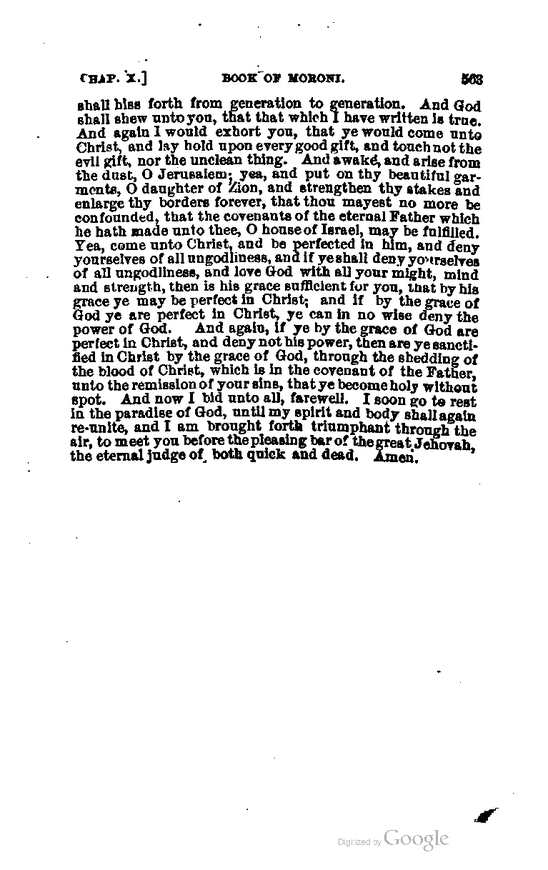 CHAP. X.] BOOK OF MORONI. 563
shall hiss forth from generation to generation. And God
shall shew unto you, that that which I have written is true.
And again I would exhort you, that ye would come unto
Christ, and lay hold upon every good gift, and touch not the
evil gift, nor the unclean thing. And awake, and arise from
the dust, O Jerusalem; yea, and put on thy beautiful gar-
ments, O daughter of Zion, and strengthen thy stakes and
enlarge thy borders forever, that thou mayest no more be
confounded, that the covenants of the eternal Father which
he hath made unto thee, O house of Israel, may be fulfilled.
Yea, come unto Christ, and be perfected in him, and deny
yourselves of all ungodliness, and if ye shall deny yourselves
of all ungodliness, and love God with all your might, mind
and strength, then is his grace sufficient for you, that by his
grace ye may be perfect in Christ; and if by the grace of
God ye are perfect in Christ, ye can in no wise deny the
power of God. And again, if ye by the grace of God are
perfect in Christ, and deny not his power, then are ye sancti-
fied in Christ by the grace of God, through the shedding of
the blood of Christ, which is in the covenant of the Father,
unto the remission of your sins, that ye become holy without
spot. And now I bid unto all, farewell. I soon go to rest
in the paradise of God, until my spirit and body shall again
re-unite, and I am brought forth triumphant through the
air, to meet you before the pleasing bar of the great Jehovah,
the eternal judge of both quick and dead. Amen.
Digitized by Google